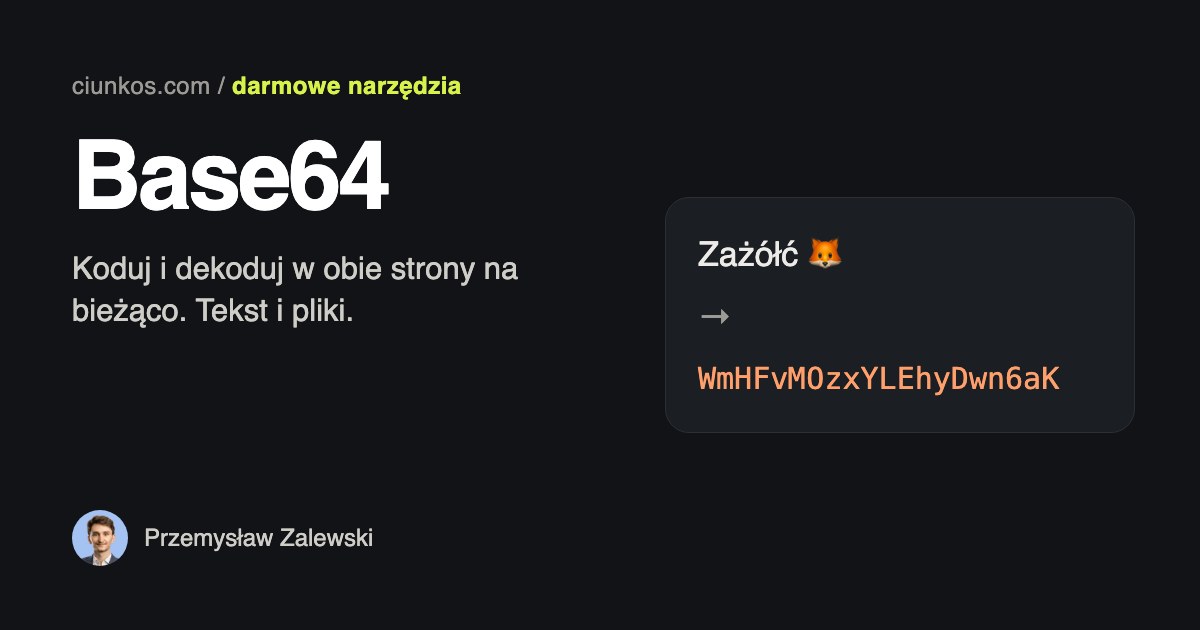 ciunkos.com / darmowe narzędzia
Base64
Koduj i dekoduj w obie strony na
bieżąco. Tekst i pliki.
Zażółć 🦊
→
WmHFvMOzxYLEhyDwn6aK
Przemysław Zalewski